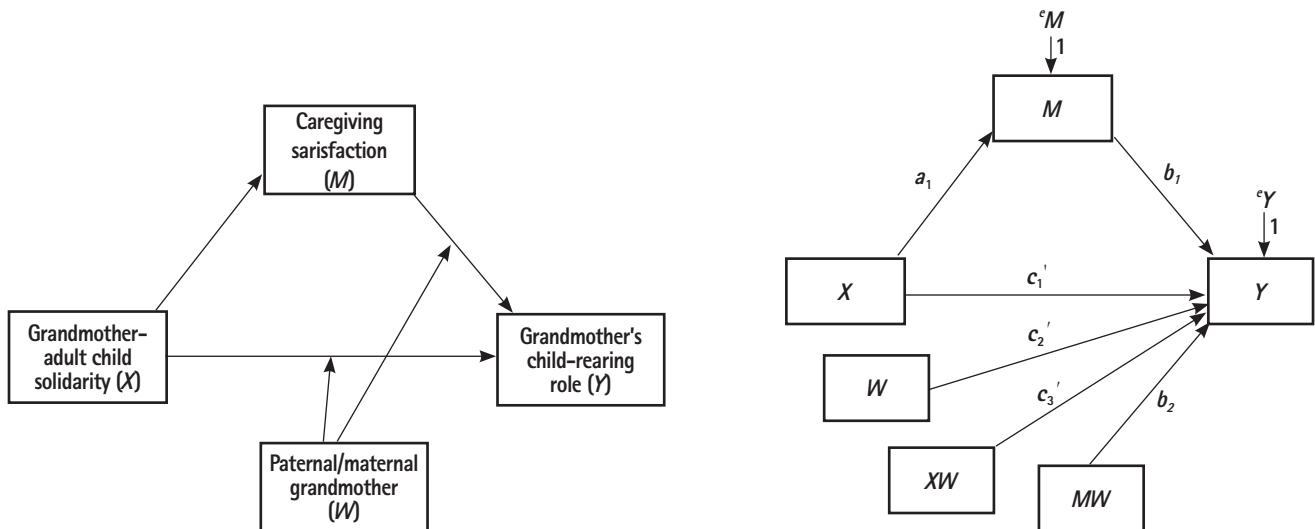 Caregiving
sarisfaction
(M)
Grandmother–
adult child
solidarity (X)
Grandmother's
child-rearing
role (Y)
Paternal/maternal
grandmother
(W)
eM
1
M
a1
b1
eY
1
X
c1'
Y
c2'
W
c3'
b2
XW
MW